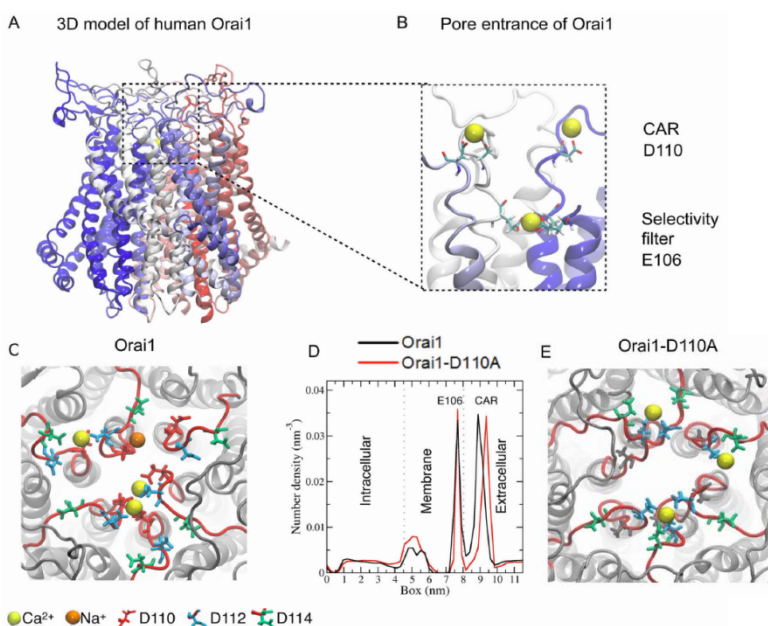 A 3D model of human Orai1
B Pore entrance of Orai1
CAR
D110
Selectivity
filter
E106
C Orai1
D Orai1
Orai1-D110A
E Orai1-D110A
0.04
0.03
0.02
0.01
0
Number density (nm⁻³)
E106 CAR
Intracellular
Membrane
Extracellular
0 1 2 3 4 5 6 7 8 9 10 11
Box (nm)
Ca²⁺ Na⁺ D110 D112 D114